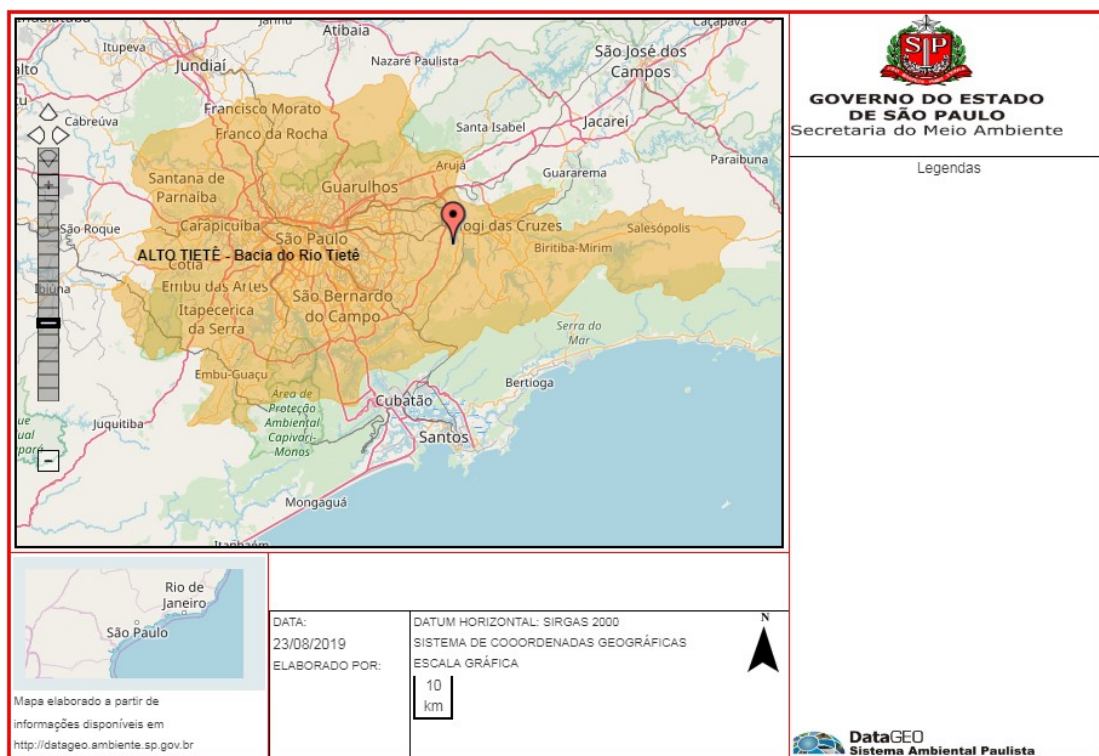 Indaiatuba
Jarinu
Atibaia
Caçapava
Itupeva
Jundiaí
Nazaré Paulista
São José dos
Campos
alto
Cabreúva
Francisco Morato
Franco da Rocha
Santa Isabel
Jacareí
Arujá
Guararema
Paraibuna
Santana de
Parnaíba
Guarulhos
São Roque
Carapicuíba
São Paulo
ogi das Cruzes
Salesópolis
Biritiba-Mirim
ALTO TIETÊ - Bacia do Rio Tietê
Cotia
Ibiúna
Embu das Artes
São Bernardo
do Campo
Itapecerica
da Serra
Serra do
Mar
Embu-Guaçu
Bertioga
Área de
Proteção
Ambiental
Capivari-
Monos
Cubatão
Juquitiba
Santos
Mongaguá
Itanhaém
GOVERNO DO ESTADO
DE SÃO PAULO
Secretaria do Meio Ambiente
Legendas
Rio de
Janeiro
São Paulo
Mapa elaborado a partir de
informações disponíveis em
http://datageo.ambiente.sp.gov.br
DATA:
23/08/2019
ELABORADO POR:
DATUM HORIZONTAL: SIRGAS 2000
SISTEMA DE COOORDENADAS GEOGRÁFICAS
ESCALA GRÁFICA
10
km
N
DataGEO
Sistema Ambiental Paulista